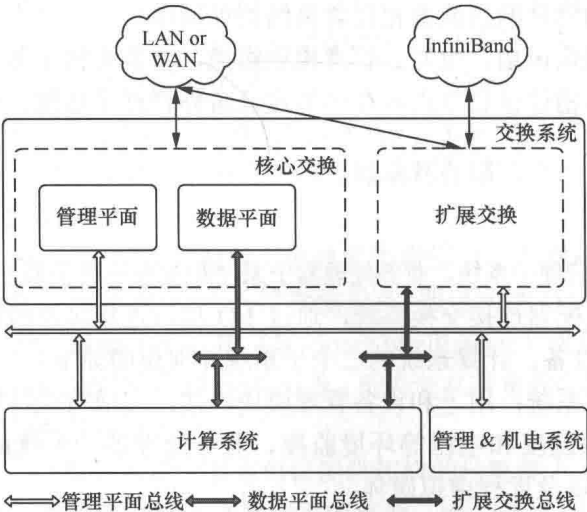 LAN or
WAN
InfiniBand
交换系统
核心交换
管理平面
数据平面
扩展交换
计算系统
管理&机电系统
管理平面总线
数据平面总线
扩展交换总线